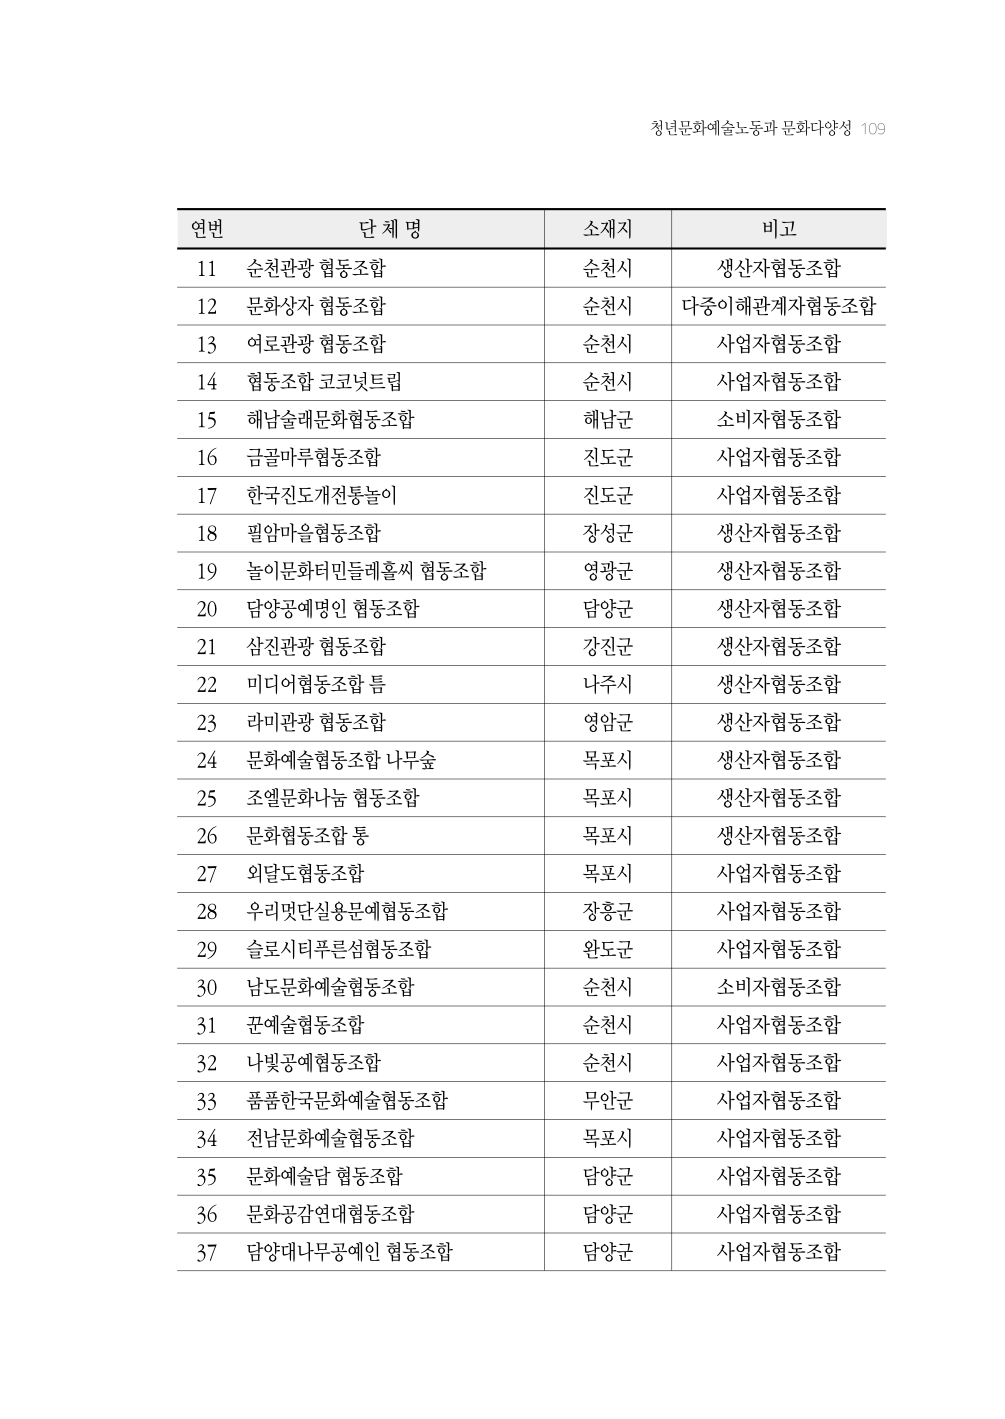 청년문화예술노동과 문화다양성 109
연번 단 체 명 소재지 비고
11 순천관광 협동조합 순천시 생산자협동조합
12 문화상자 협동조합 순천시 다중이해관계자협동조합
13 여로관광 협동조합 순천시 사업자협동조합
14 협동조합 코코넛트립 순천시 사업자협동조합
15 해남술래문화협동조합 해남군 소비자협동조합
16 금골마루협동조합 진도군 사업자협동조합
17 한국진도개전통놀이 진도군 사업자협동조합
18 필암마을협동조합 장성군 생산자협동조합
19 놀이문화터민들레홀씨 협동조합 영광군 생산자협동조합
20 담양공예명인 협동조합 담양군 생산자협동조합
21 삼진관광 협동조합 강진군 생산자협동조합
22 미디어협동조합 틈 나주시 생산자협동조합
23 라미관광 협동조합 영암군 생산자협동조합
24 문화예술협동조합 나무숲 목포시 생산자협동조합
25 조엘문화나눔 협동조합 목포시 생산자협동조합
26 문화협동조합 통 목포시 생산자협동조합
27 외달도협동조합 목포시 사업자협동조합
28 우리멋단실용문예협동조합 장흥군 사업자협동조합
29 슬로시티푸른섬협동조합 완도군 사업자협동조합
30 남도문화예술협동조합 순천시 소비자협동조합
31 꾼예술협동조합 순천시 사업자협동조합
32 나빛공예협동조합 순천시 사업자협동조합
33 품품한국문화예술협동조합 무안군 사업자협동조합
34 전남문화예술협동조합 목포시 사업자협동조합
35 문화예술담 협동조합 담양군 사업자협동조합
36 문화공감연대협동조합 담양군 사업자협동조합
37 담양대나무공예인 협동조합 담양군 사업자협동조합